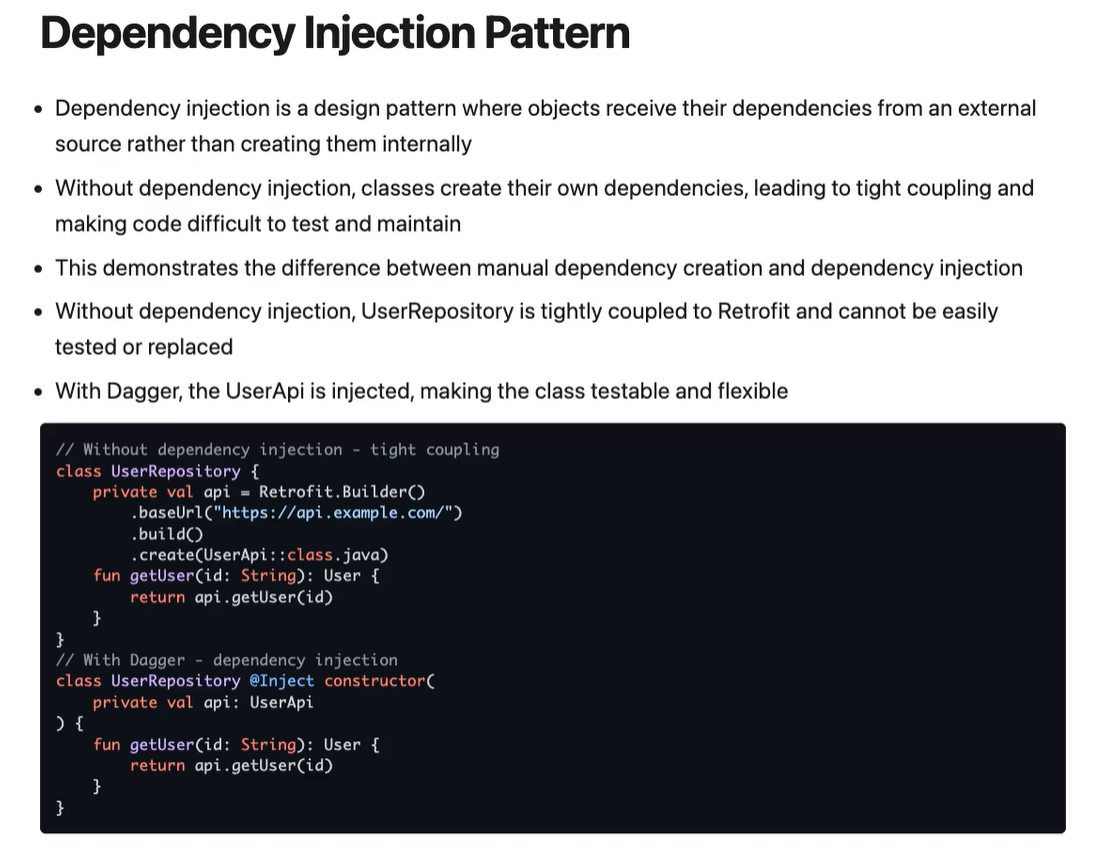 Dependency Injection Pattern
• Dependency injection is a design pattern where objects receive their dependencies from an external
source rather than creating them internally
• Without dependency injection, classes create their own dependencies, leading to tight coupling and
making code difficult to test and maintain
• This demonstrates the difference between manual dependency creation and dependency injection
• Without dependency injection, UserRepository is tightly coupled to Retrofit and cannot be easily
tested or replaced
• With Dagger, the UserApi is injected, making the class testable and flexible
// Without dependency injection - tight coupling
class UserRepository {
    private val api = Retrofit.Builder()
        .baseUrl("https://api.example.com/")
        .build()
        .create(UserApi::class.java)
    fun getUser(id: String): User {
        return api.getUser(id)
    }
}
// With Dagger - dependency injection
class UserRepository @Inject constructor(
    private val api: UserApi
) {
    fun getUser(id: String): User {
        return api.getUser(id)
    }
}